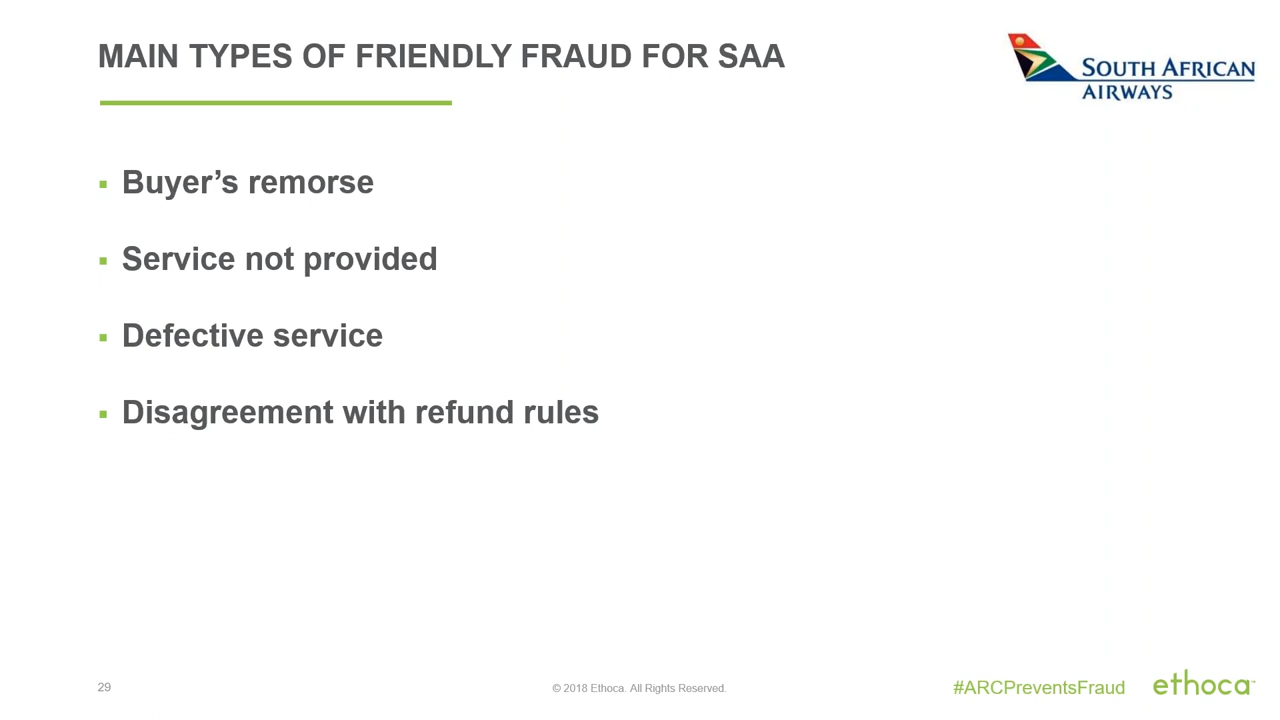 MAIN TYPES OF FRIENDLY FRAUD FOR SAA
SOUTH AFRICAN
AIRWAYS
▪ Buyer’s remorse
▪ Service not provided
▪ Defective service
▪ Disagreement with refund rules
29
© 2018 Ethoca. All Rights Reserved.
#ARCPreventsFraud
ethoca™